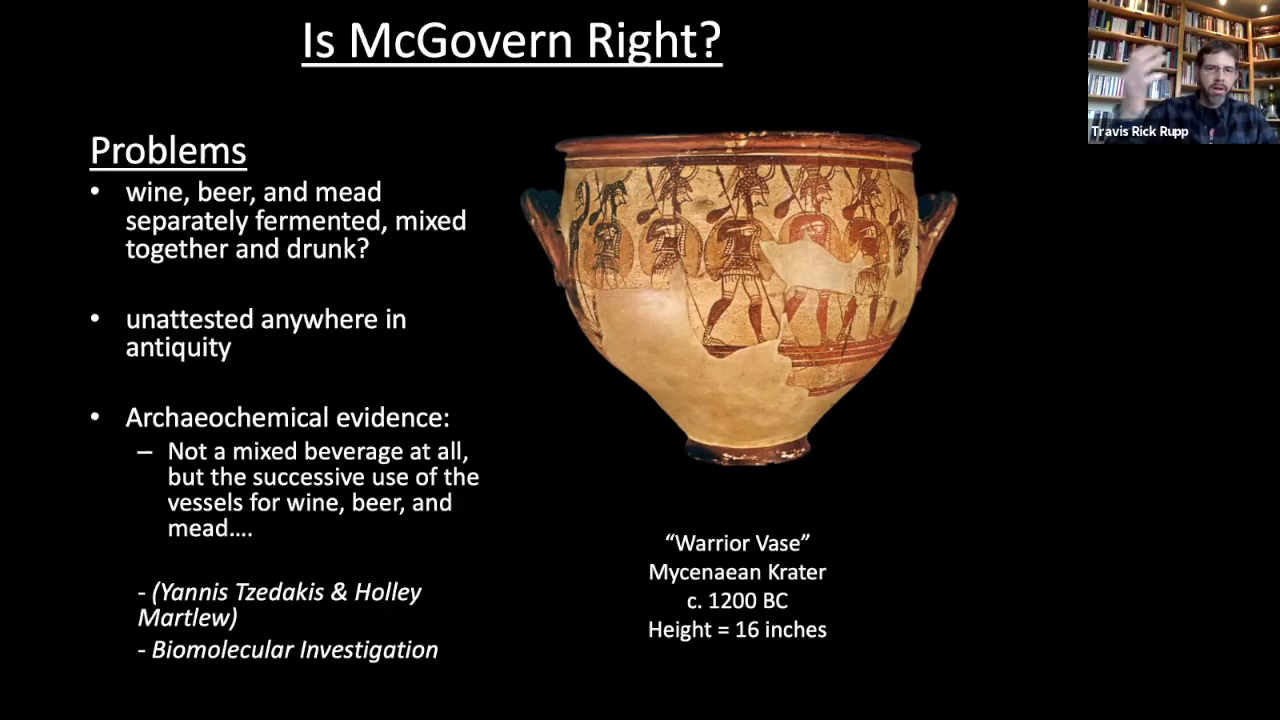 Is McGovern Right?
Travis Rick Rupp
Problems
• wine, beer, and mead
separately fermented, mixed
together and drunk?
• unattested anywhere in
antiquity
• Archaeochemical evidence:
– Not a mixed beverage at all,
but the successive use of the
vessels for wine, beer, and
mead....
- (Yannis Tzedakis & Holley
Martlew)
- Biomolecular Investigation
“Warrior Vase”
Mycenaean Krater
c. 1200 BC
Height = 16 inches